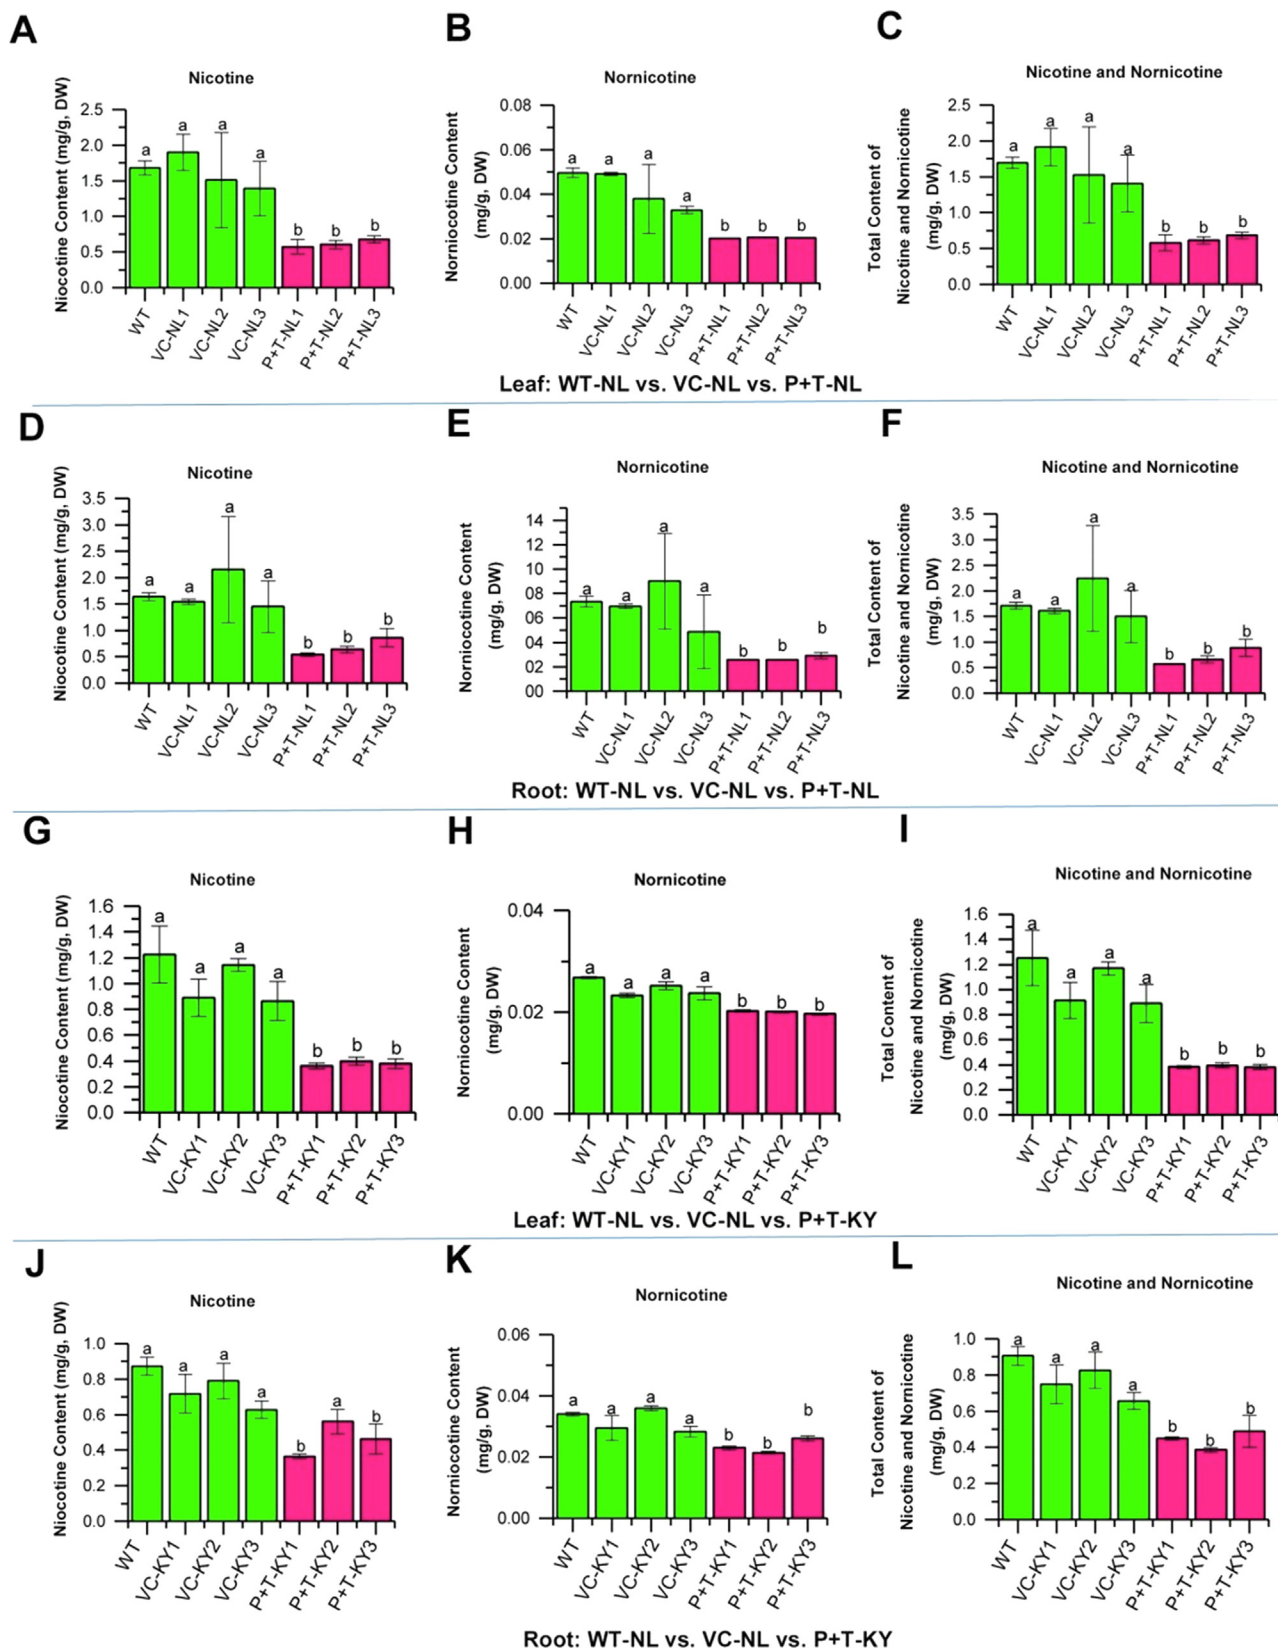 A
Nicotine
Niocotine Content (mg/g, DW)
2.5
2.0
1.5
1.0
0.5
0.0
a
a
a
a
b
b
b
WT
VC-NL1
VC-NL2
VC-NL3
P+T-NL1
P+T-NL2
P+T-NL3
B
Nornicotine
Norniocotine Content
(mg/g, DW)
0.08
0.06
0.04
0.02
0.00
a
a
a
a
b
b
b
WT
VC-NL1
VC-NL2
VC-NL3
P+T-NL1
P+T-NL2
P+T-NL3
C
Nicotine and Nornicotine
Total Content of
Nicotine and Nornicotine
(mg/g, DW)
2.5
2.0
1.5
1.0
0.5
0.0
a
a
a
a
b
b
b
WT
VC-NL1
VC-NL2
VC-NL3
P+T-NL1
P+T-NL2
P+T-NL3
Leaf: WT-NL vs. VC-NL vs. P+T-NL
D
Nicotine
Niocotine Content (mg/g, DW)
3.5
3.0
2.5
2.0
1.5
1.0
0.5
0.0
a
a
a
a
b
b
b
WT
VC-NL1
VC-NL2
VC-NL3
P+T-NL1
P+T-NL2
P+T-NL3
E
Nornicotine
Norniocotine Content
(mg/g, DW)
14
12
10
08
06
04
02
00
a
a
a
a
b
b
b
WT
VC-NL1
VC-NL2
VC-NL3
P+T-NL1
P+T-NL2
P+T-NL3
F
Nicotine and Nornicotine
Total Content of
Nicotine and Nornicotine
(mg/g, DW)
3.5
3.0
2.5
2.0
1.5
1.0
0.5
0.0
a
a
a
a
b
b
b
WT
VC-NL1
VC-NL2
VC-NL3
P+T-NL1
P+T-NL2
P+T-NL3
Root: WT-NL vs. VC-NL vs. P+T-NL
G
Nicotine
Niocotine Content (mg/g, DW)
1.6
1.4
1.2
1.0
0.8
0.6
0.4
0.2
0.0
a
a
a
a
b
b
b
WT
VC-KY1
VC-KY2
VC-KY3
P+T-KY1
P+T-KY2
P+T-KY3
H
Nornicotine
Norniocotine Content
(mg/g, DW)
0.04
0.02
0.00
a
a
a
a
b
b
b
WT
VC-KY1
VC-KY2
VC-KY3
P+T-KY1
P+T-KY2
P+T-KY3
I
Nicotine and Nornicotine
Total Content of
Nicotine and Nornicotine
(mg/g, DW)
1.6
1.4
1.2
1.0
0.8
0.6
0.4
0.2
0.0
a
a
a
a
b
b
b
WT
VC-KY1
VC-KY2
VC-KY3
P+T-KY1
P+T-KY2
P+T-KY3
Leaf: WT-NL vs. VC-NL vs. P+T-KY
J
Nicotine
Niocotine Content (mg/g, DW)
1.0
0.8
0.6
0.4
0.2
0.0
a
a
a
a
b
a
b
WT
VC-KY1
VC-KY2
VC-KY3
P+T-KY1
P+T-KY2
P+T-KY3
K
Nornicotine
Norniocotine Content
(mg/g, DW)
0.06
0.04
0.02
0.00
a
a
a
a
b
b
b
WT
VC-KY1
VC-KY2
VC-KY3
P+T-KY1
P+T-KY2
P+T-KY3
L
Nicotine and Nornicotine
Total Content of
Nicotine and Nornicotine
(mg/g, DW)
1.0
0.8
0.6
0.4
0.2
0.0
a
a
a
a
b
b
b
WT
VC-KY1
VC-KY2
VC-KY3
P+T-KY1
P+T-KY2
P+T-KY3
Root: WT-NL vs. VC-NL vs. P+T-KY